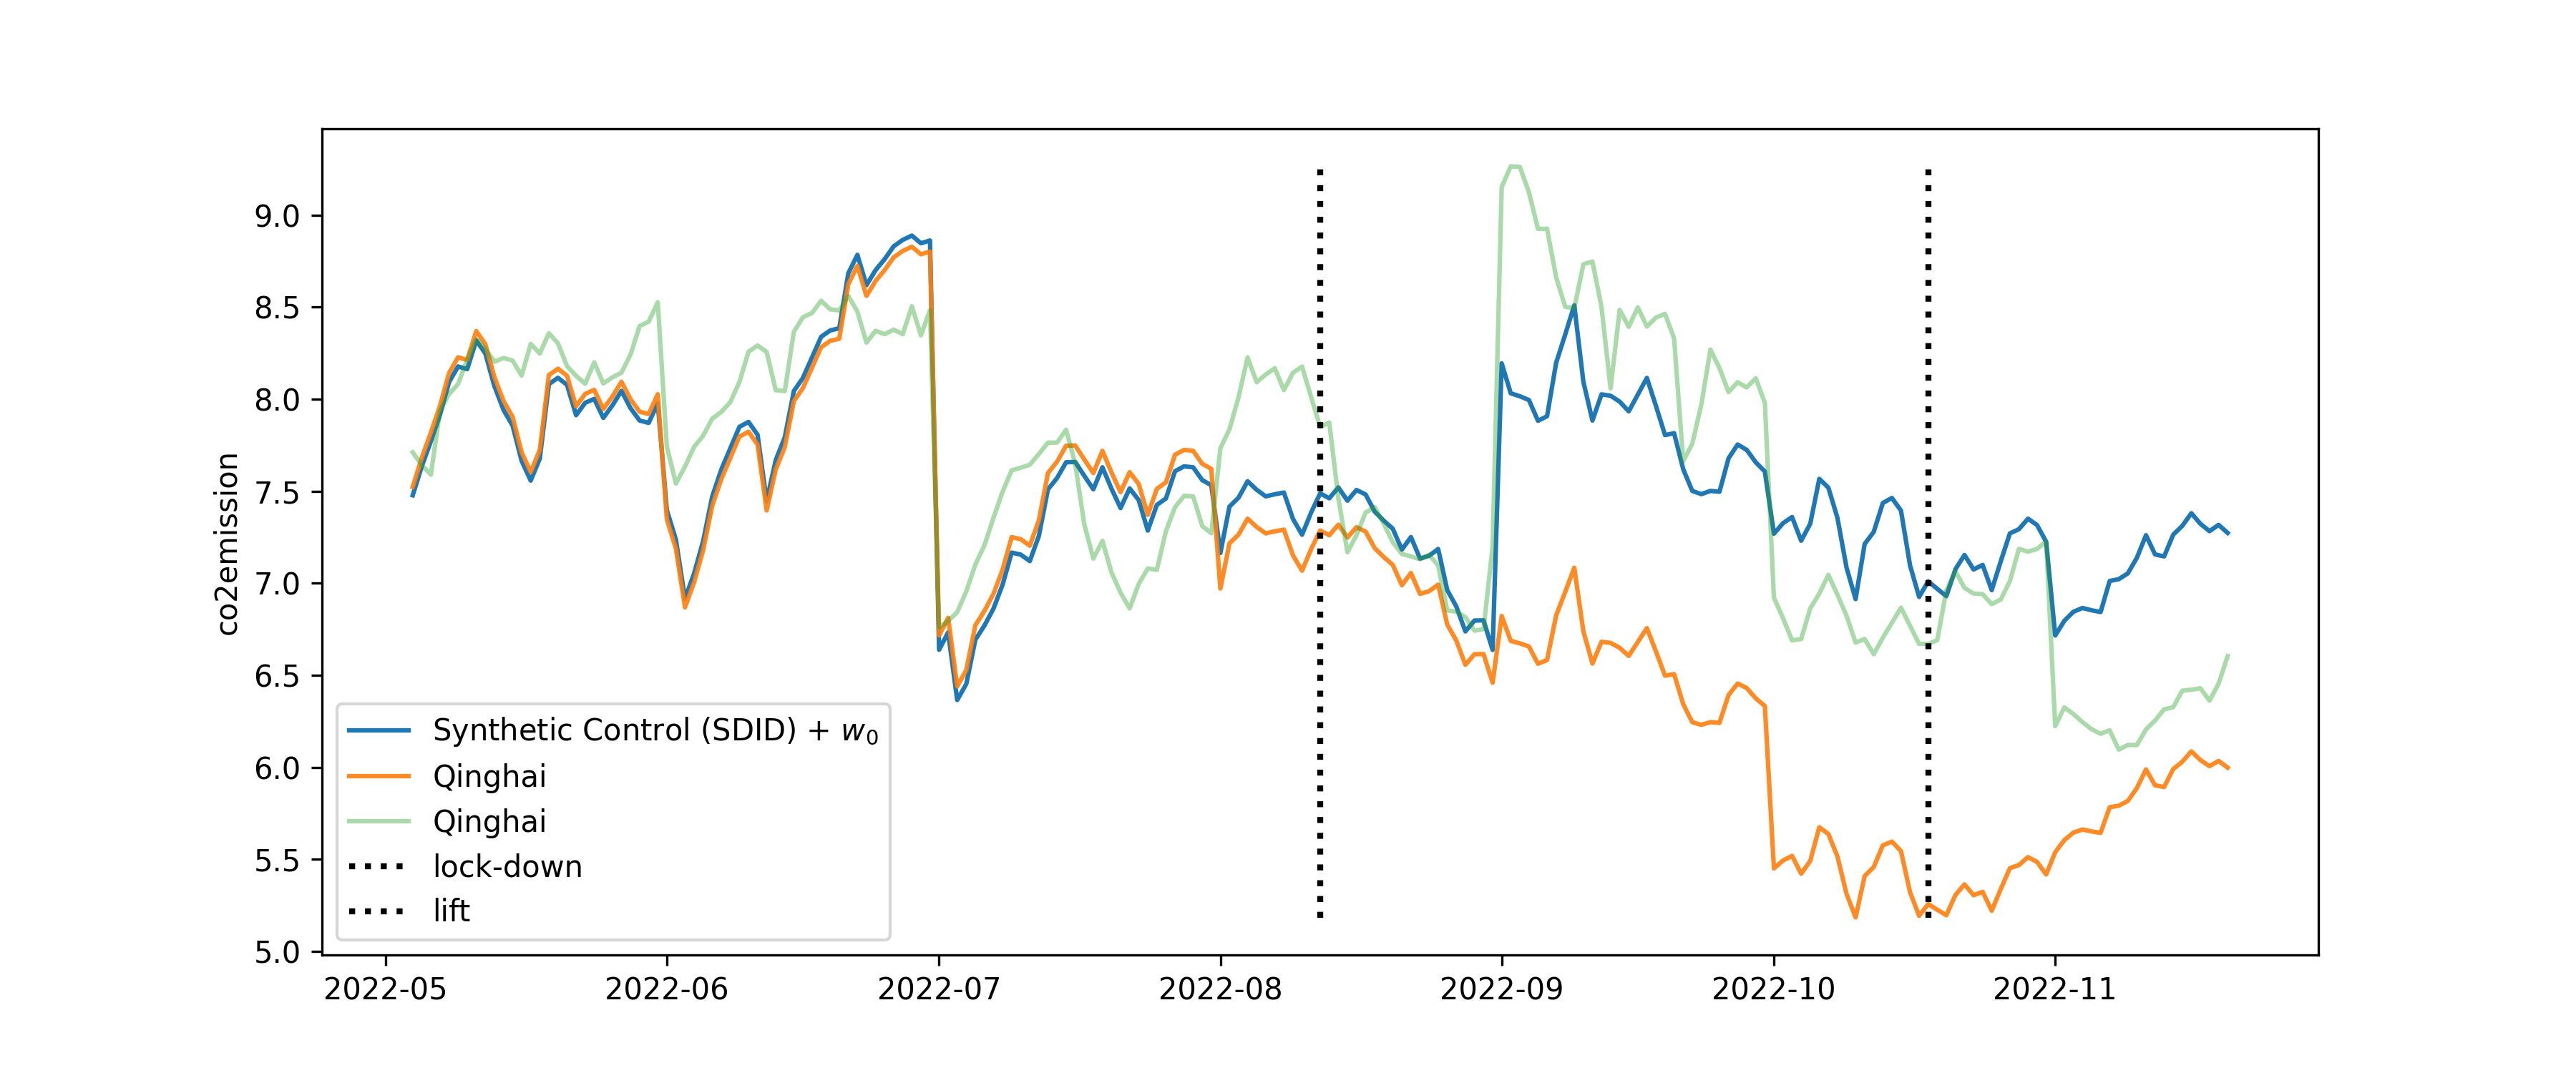 co2emission
9.0
8.5
8.0
7.5
7.0
6.5
6.0
5.5
5.0
Synthetic Control (SDID) + w₀
Qinghai
Qinghai
lock-down
lift
2022-05 2022-06 2022-07 2022-08 2022-09 2022-10 2022-11